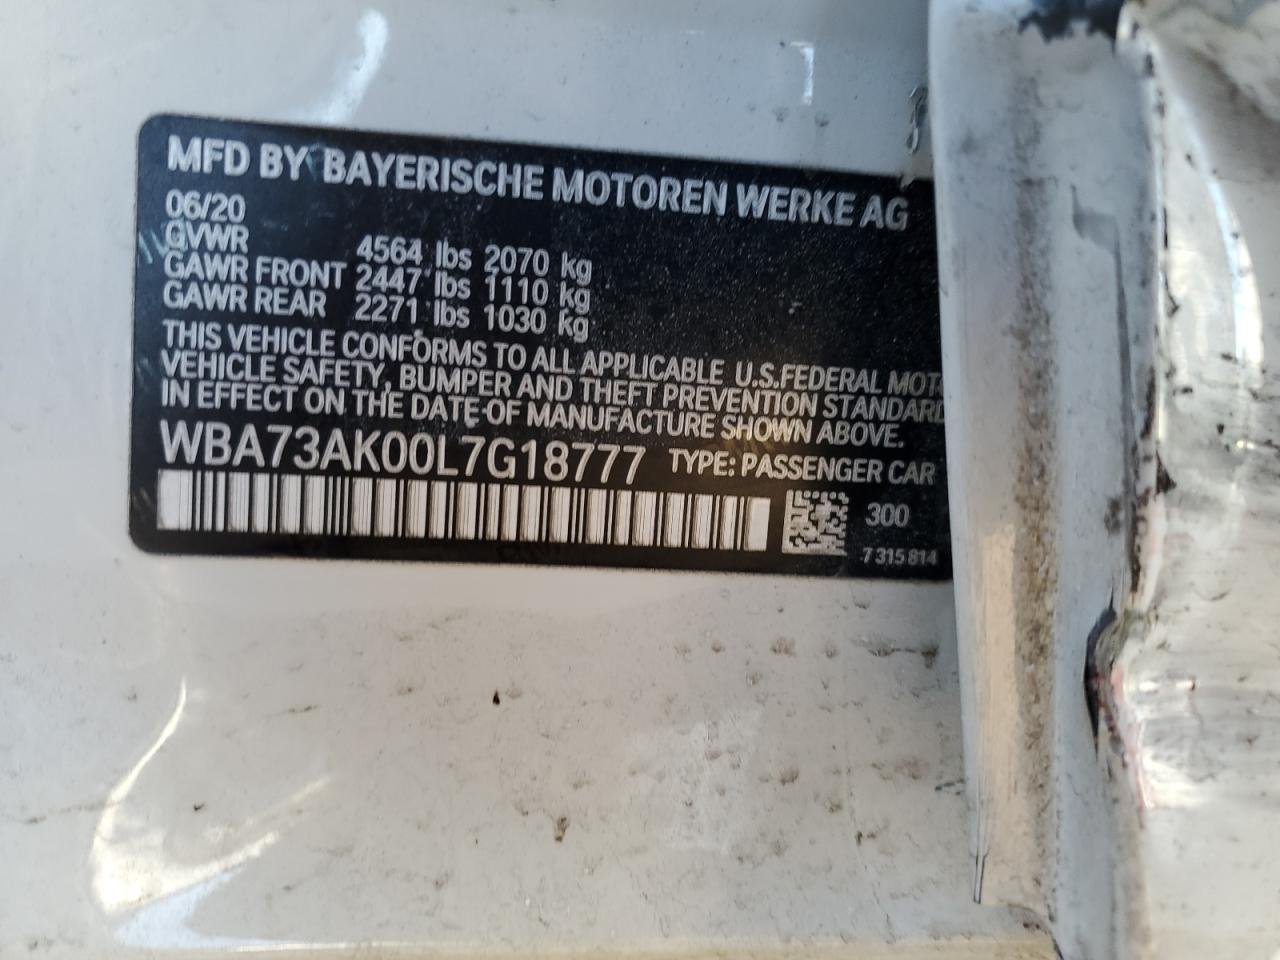 MFD BY BAYERISCHE MOTOREN WERKE AG
06/20
GVWR 4564 lbs 2070 kg
GAWR FRONT 2447 lbs 1110 kg
GAWR REAR 2271 lbs 1030 kg
THIS VEHICLE CONFORMS TO ALL APPLICABLE U.S.FEDERAL MOT
VEHICLE SAFETY, BUMPER AND THEFT PREVENTION STANDARD
IN EFFECT ON THE DATE OF MANUFACTURE SHOWN ABOVE.
WBA73AK00L7G18777 TYPE: PASSENGER CAR
300
7 315 814